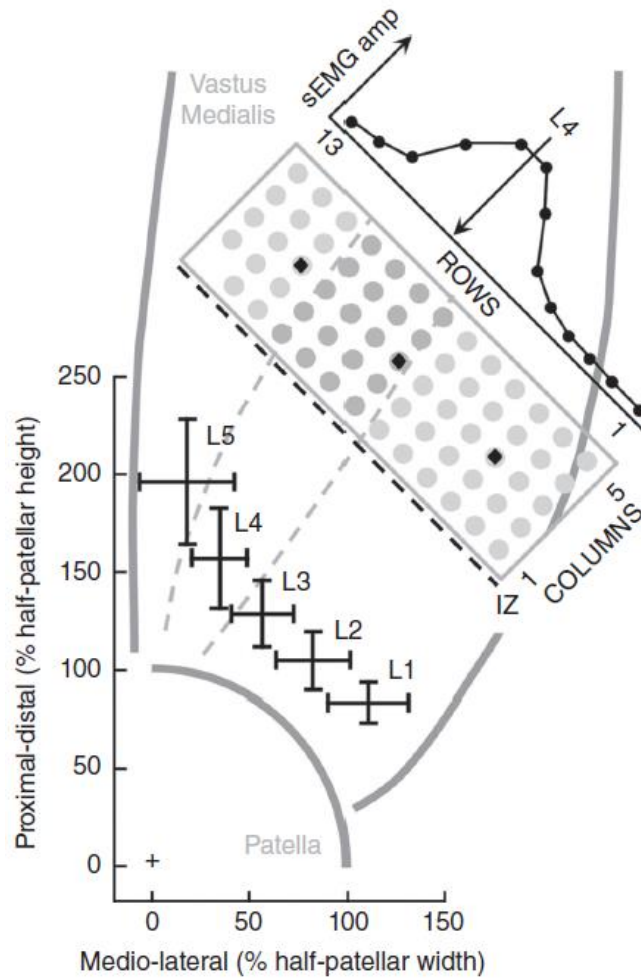 sEMG amp
Vastus
Medialis
13
L4
ROWS
1
5
COLUMNS
1
IZ
250
200
150
100
50
0
Proximal-distal (% half-patellar height)
L5
L4
L3
L2
L1
+
Patella
0
50
100
150
Medio-lateral (% half-patellar width)